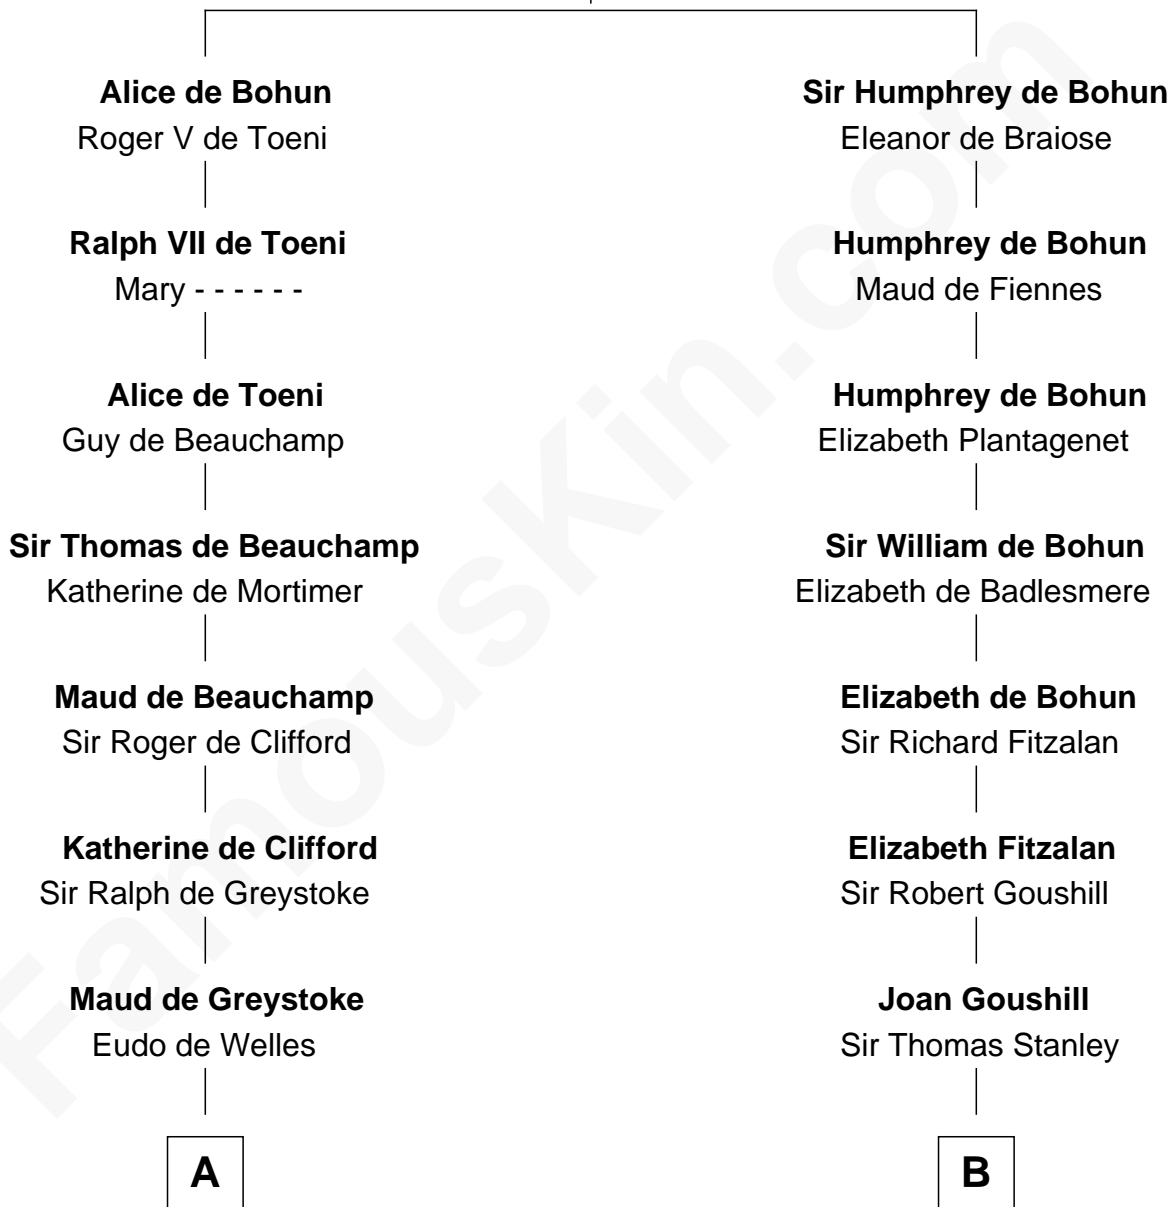 Alice de Bohun
Roger V de Toeni
Ralph VII de Toeni
Mary - - - - - -
Alice de Toeni
Guy de Beauchamp
Sir Thomas de Beauchamp
Katherine de Mortimer
Maud de Beauchamp
Sir Roger de Clifford
Katherine de Clifford
Sir Ralph de Greystoke
Maud de Greystoke
Eudo de Welles
A
Sir Humphrey de Bohun
Eleanor de Braiose
Humphrey de Bohun
Maud de Fiennes
Humphrey de Bohun
Elizabeth Plantagenet
Sir William de Bohun
Elizabeth de Badlesmere
Elizabeth de Bohun
Sir Richard Fitzalan
Elizabeth Fitzalan
Sir Robert Goushill
Joan Goushill
Sir Thomas Stanley
B
FamousKin.com